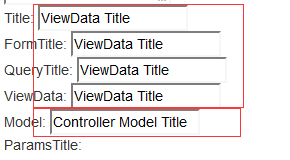 Title: ViewData Title
FormTitle: ViewData Title
QueryTitle: ViewData Title
ViewData: ViewData Title
Model: Controller Model Title
ParamsTitle: